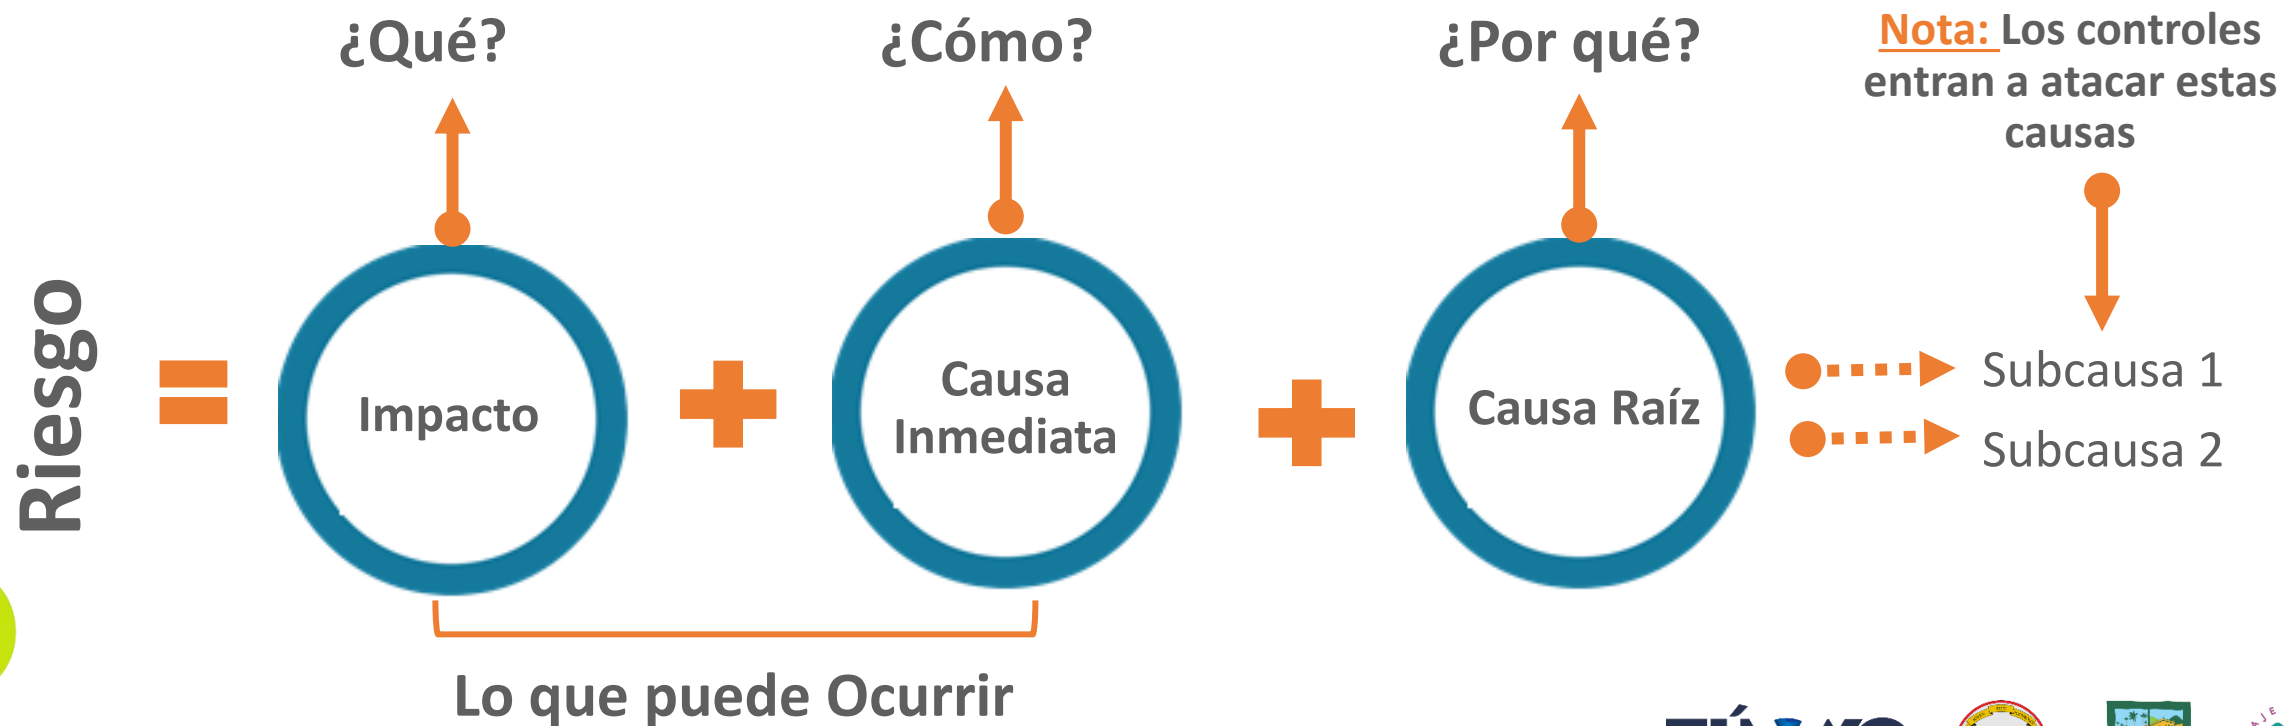 ¿Qué?
¿Cómo?
¿Por qué?
Nota: Los controles
entran a atacar estas
causas
Riesgo
=
Impacto
+
Causa
Inmediata
+
Causa Raíz
Subcausa 1
Subcausa 2
Lo que puede Ocurrir